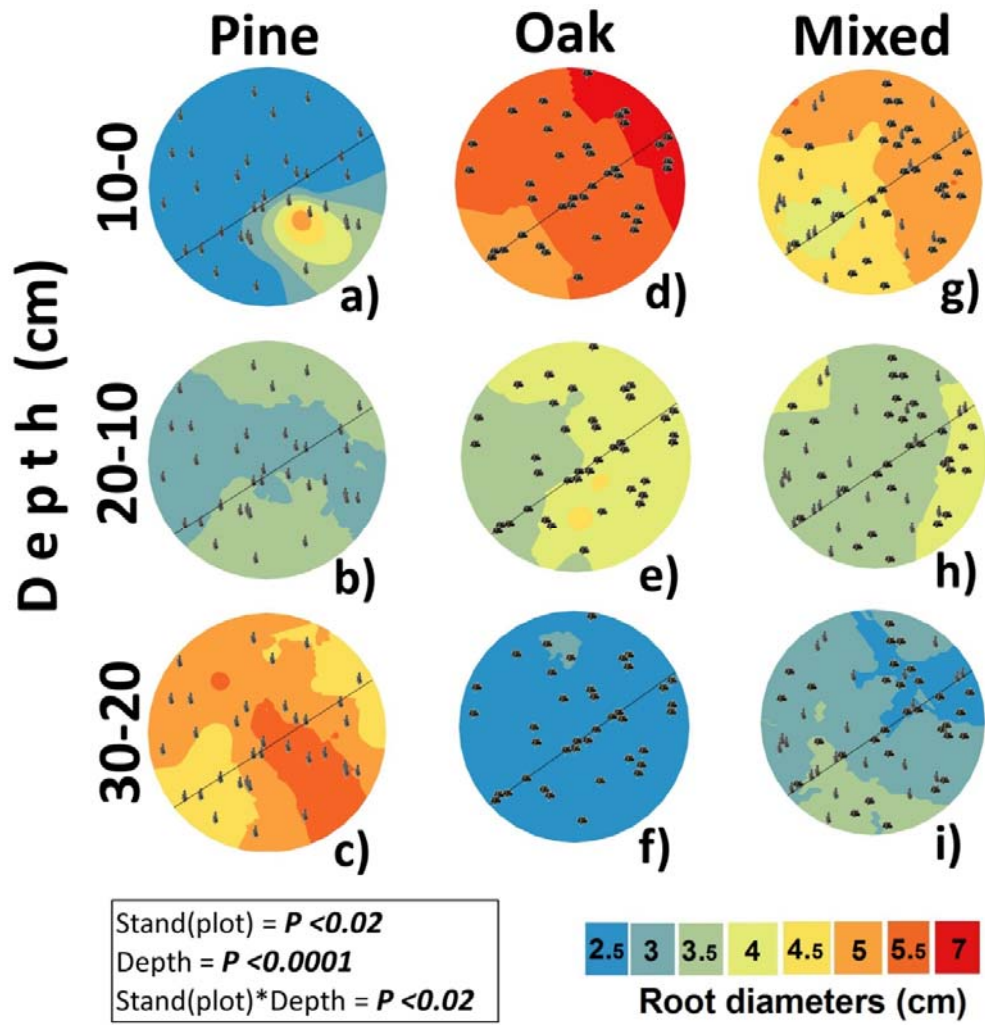 Pine Oak Mixed
Depth (cm)
10-0
a) d) g)
20-10
b) e) h)
30-20
c) f) i)
Stand(plot) = P <0.02
Depth = P <0.0001
Stand(plot)*Depth = P <0.02
2.5 3 3.5 4 4.5 5 5.5 7
Root diameters (cm)